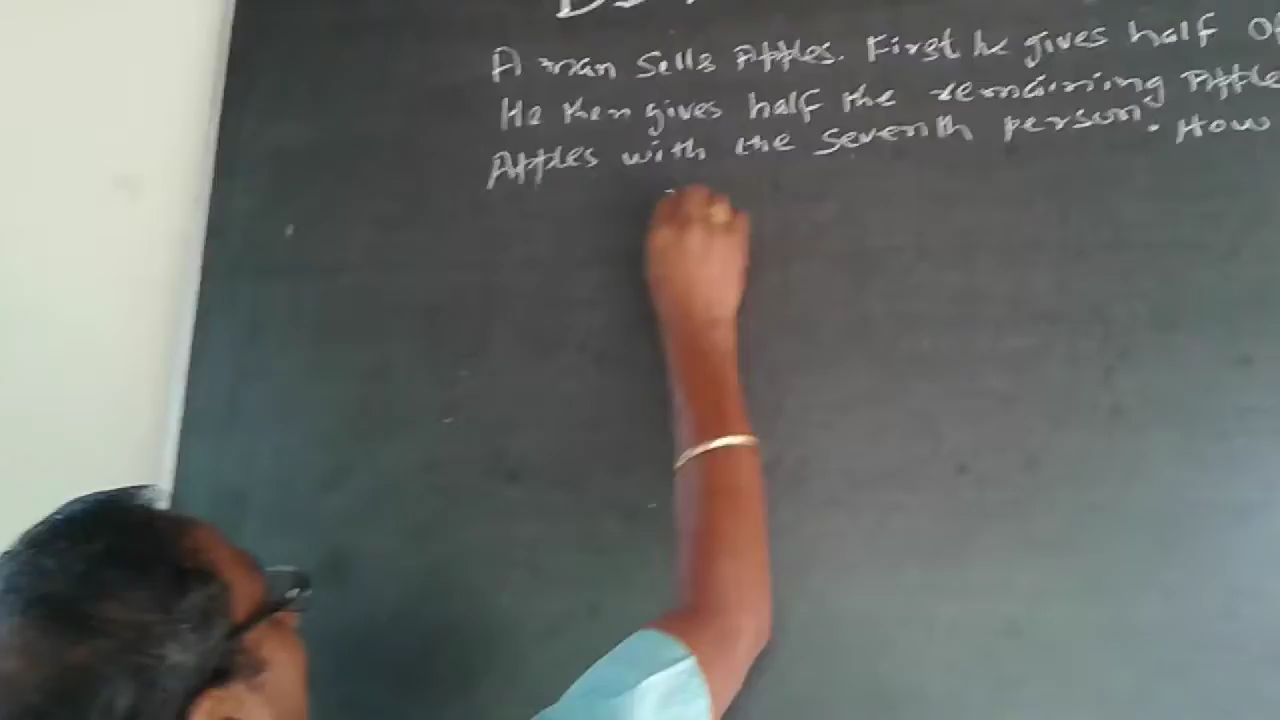 A man sells Apples. First he gives half of
He then gives half the remaining Apple
Apples with the seventh person. How